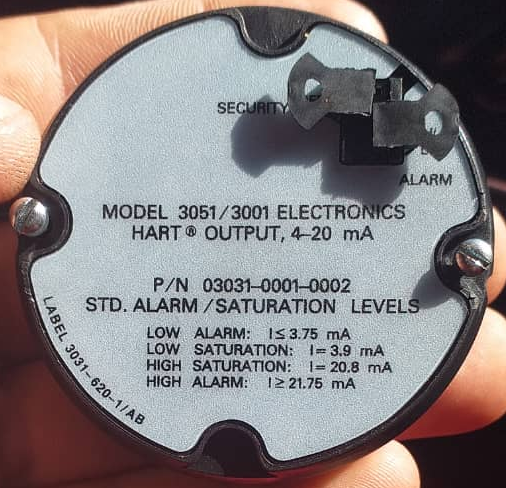 SECURITY
ALARM
MODEL 3051/3001 ELECTRONICS
HART ® OUTPUT, 4–20 mA
P/N 03031–0001–0002
STD. ALARM/SATURATION LEVELS
LOW ALARM: I ≤ 3.75 mA
LOW SATURATION: I = 3.9 mA
HIGH SATURATION: I = 20.8 mA
HIGH ALARM: I ≥ 21.75 mA
LABEL 3031–620–1/AB